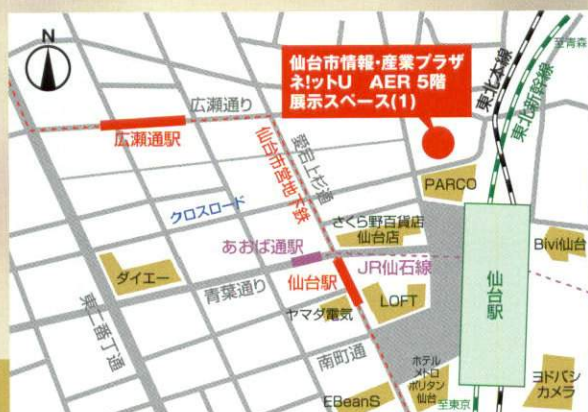 N
仙台市情報・産業プラザ
ネ!ットU AER 5階
展示スペース(1)
至青森
東北本線
東北新幹線
広瀬通り
広瀬通駅
仙台市営地下鉄
愛宕上杉通
PARCO
クロスロード
さくら野百貨店
仙台店
あおば通駅
JR仙石線
Bivi仙台
ダイエー
青葉通り
仙台駅
仙台駅
LOFT
ヤマダ電気
東二番丁通
南町通
ホテル
メトロ
ポリタン
仙台
ヨドバシ
カメラ
EBeanS
至東京